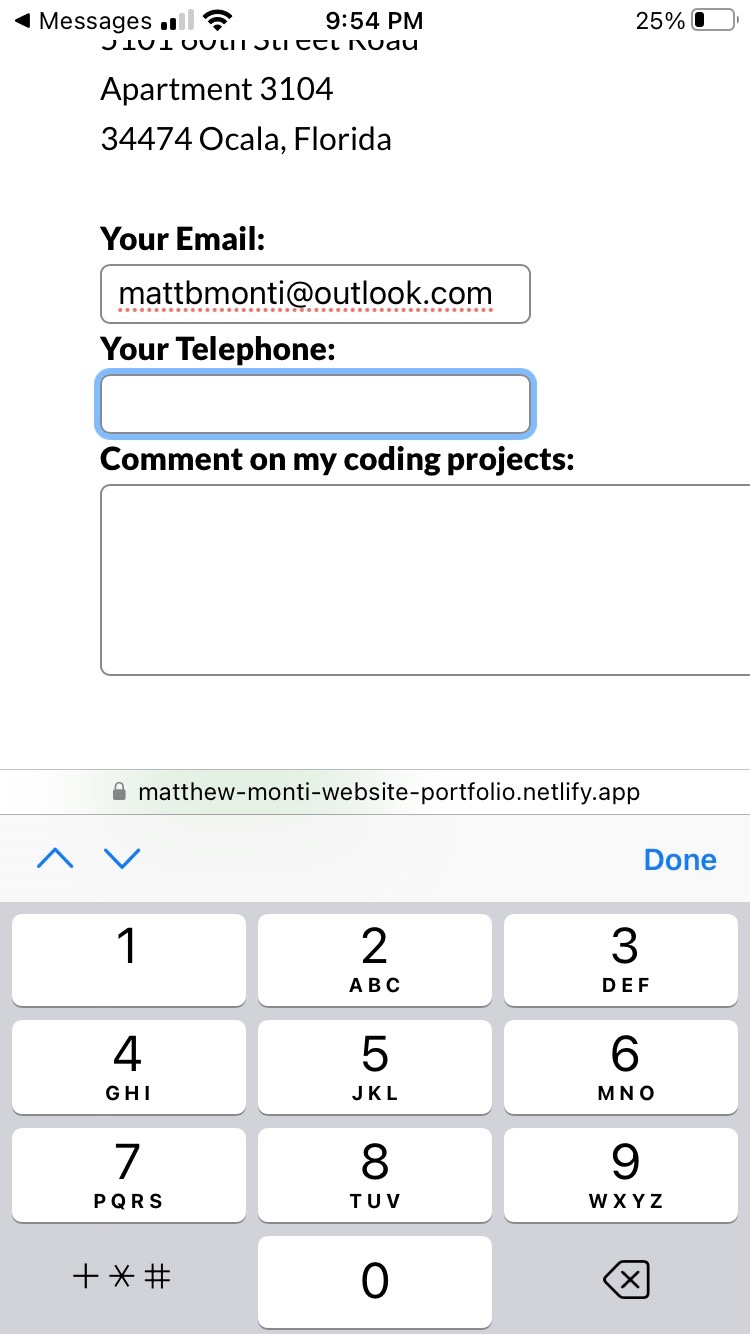 Messages 9:54 PM 25%
Apartment 3104
34474 Ocala, Florida
Your Email:
mattbmonti@outlook.com
Your Telephone:
Comment on my coding projects:
matthew-monti-website-portfolio.netlify.app
Done
1 2 3
ABC DEF
4 5 6
GHI JKL MNO
7 8 9
PQRS TUV WXYZ
+*# 0